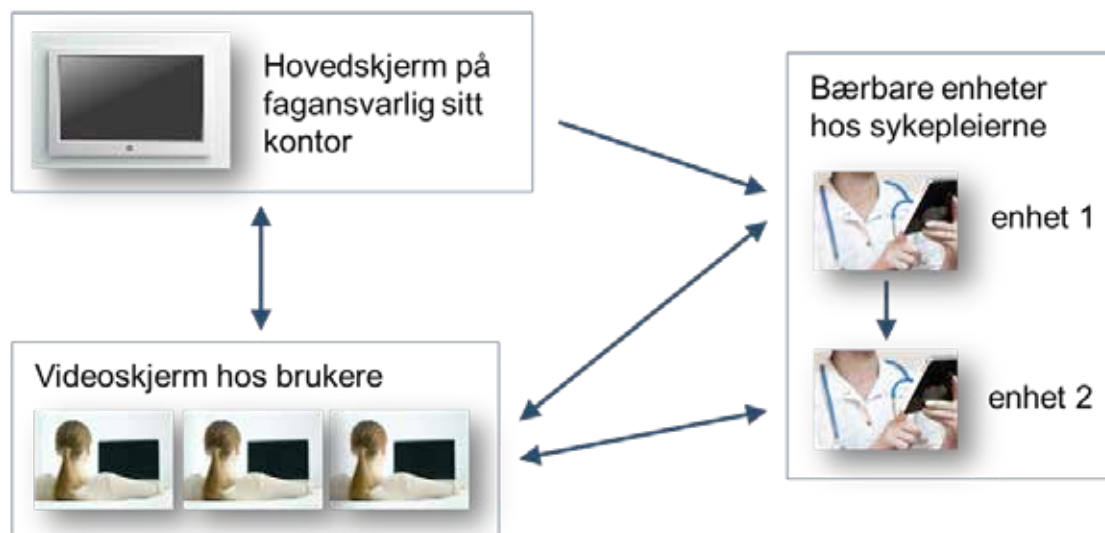 Hovedskjerm på
fagansvarlig sitt
kontor
Bærbare enheter
hos sykepleierne
enhet 1
enhet 2
Videoskjerm hos brukere